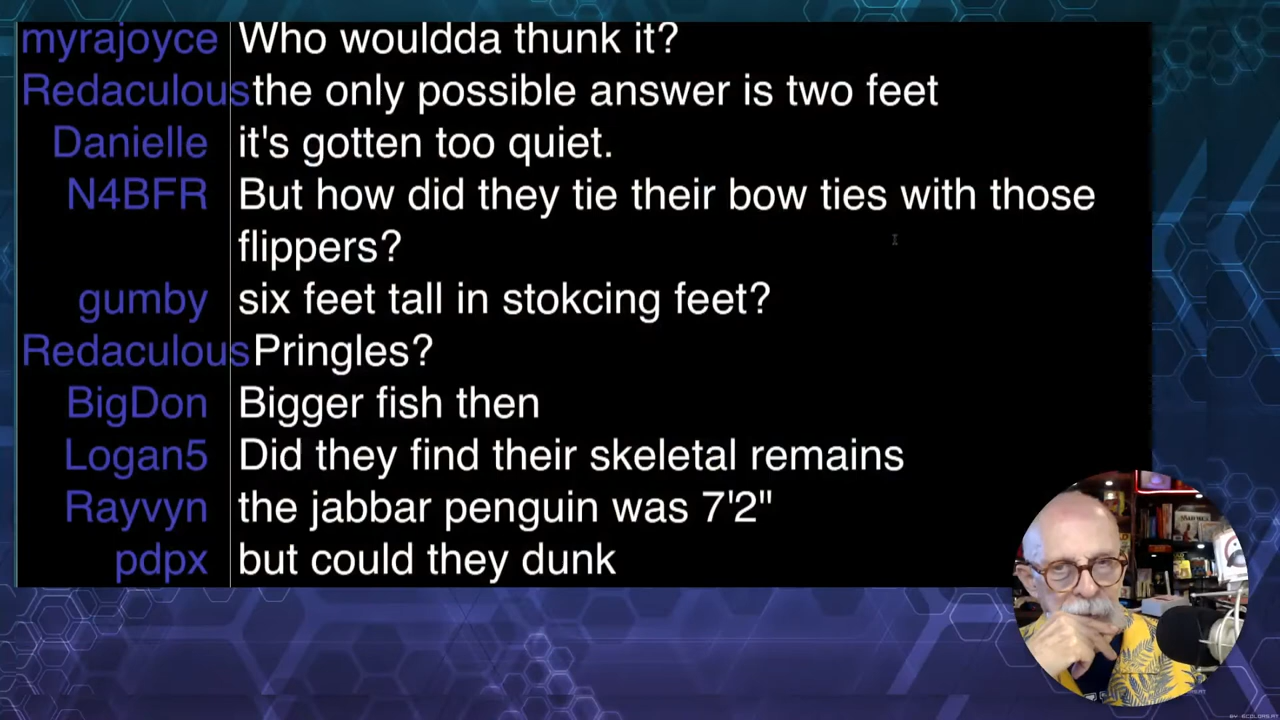 myrajoyce Who wouldda thunk it?
Redaculous the only possible answer is two feet
Danielle it's gotten too quiet.
N4BFR But how did they tie their bow ties with those
flippers?
gumby six feet tall in stokcing feet?
Redaculous Pringles?
BigDon Bigger fish then
Logan5 Did they find their skeletal remains
Rayvyn the jabbar penguin was 7'2"
pdpx but could they dunk